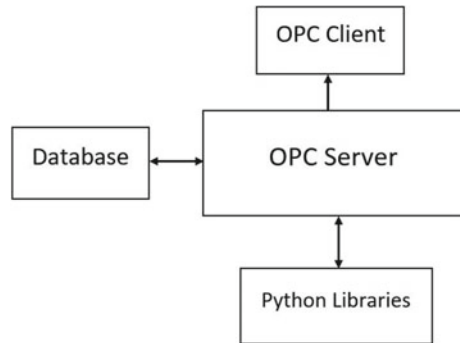 OPC Client
Database
OPC Server
Python Libraries